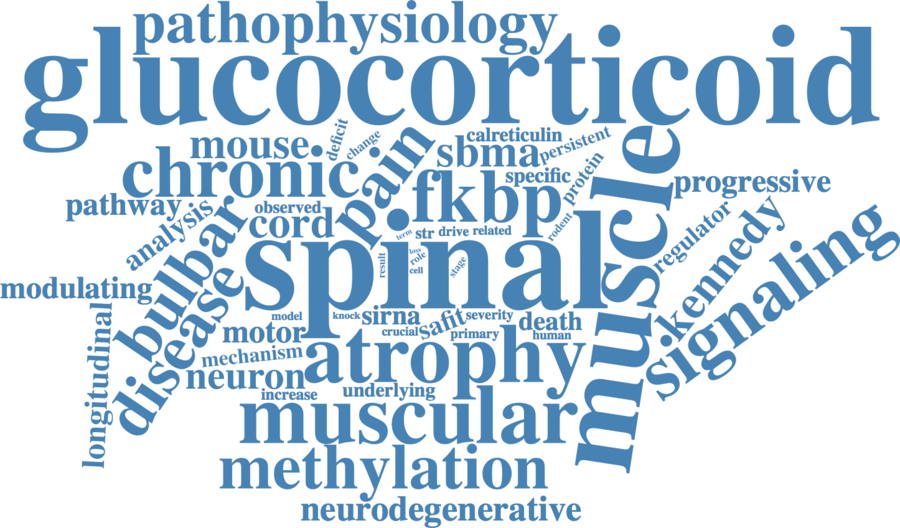 pathophysiology
glucocorticoid
deficit
change
mouse
pain
calreticulin
sbma
persistent
chronic
specific
protein
muscle
progressive
fkbp
pathway
analysis
observed
cord
term
str
drive
related
rodent
regulator
kennedy
bulbar
spinal
result
loss
role
cell
stage
signaling
modulating
disease
longitudinal
model
knock
sirna
safit
severity
death
motor
crucial
primary
human
mechanism
atrophy
neuron
increase
underlying
muscular
methylation
neurodegenerative